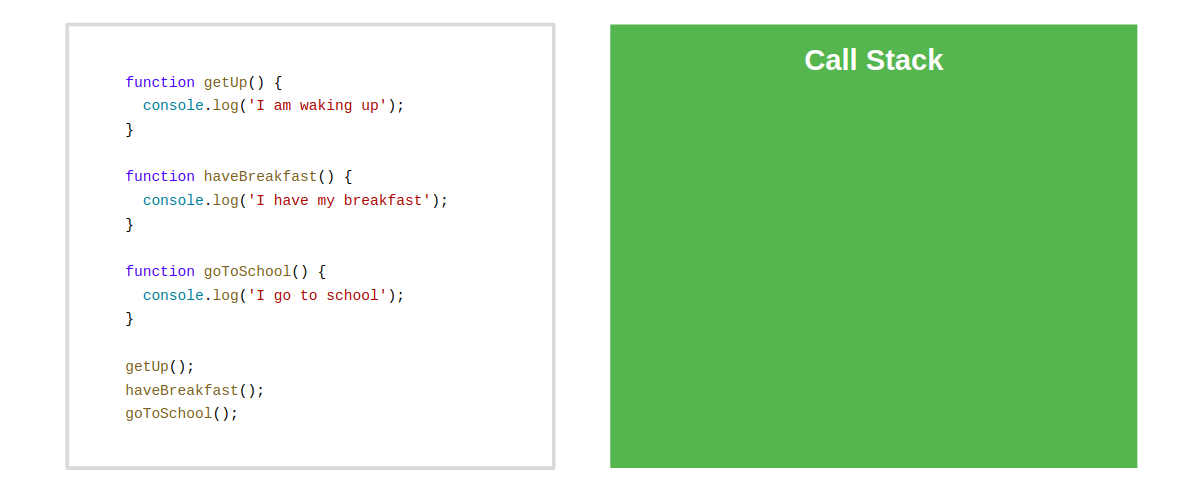 function getUp() {
  console.log('I am waking up');
}

function haveBreakfast() {
  console.log('I have my breakfast');
}

function goToSchool() {
  console.log('I go to school');
}

getUp();
haveBreakfast();
goToSchool();
Call Stack